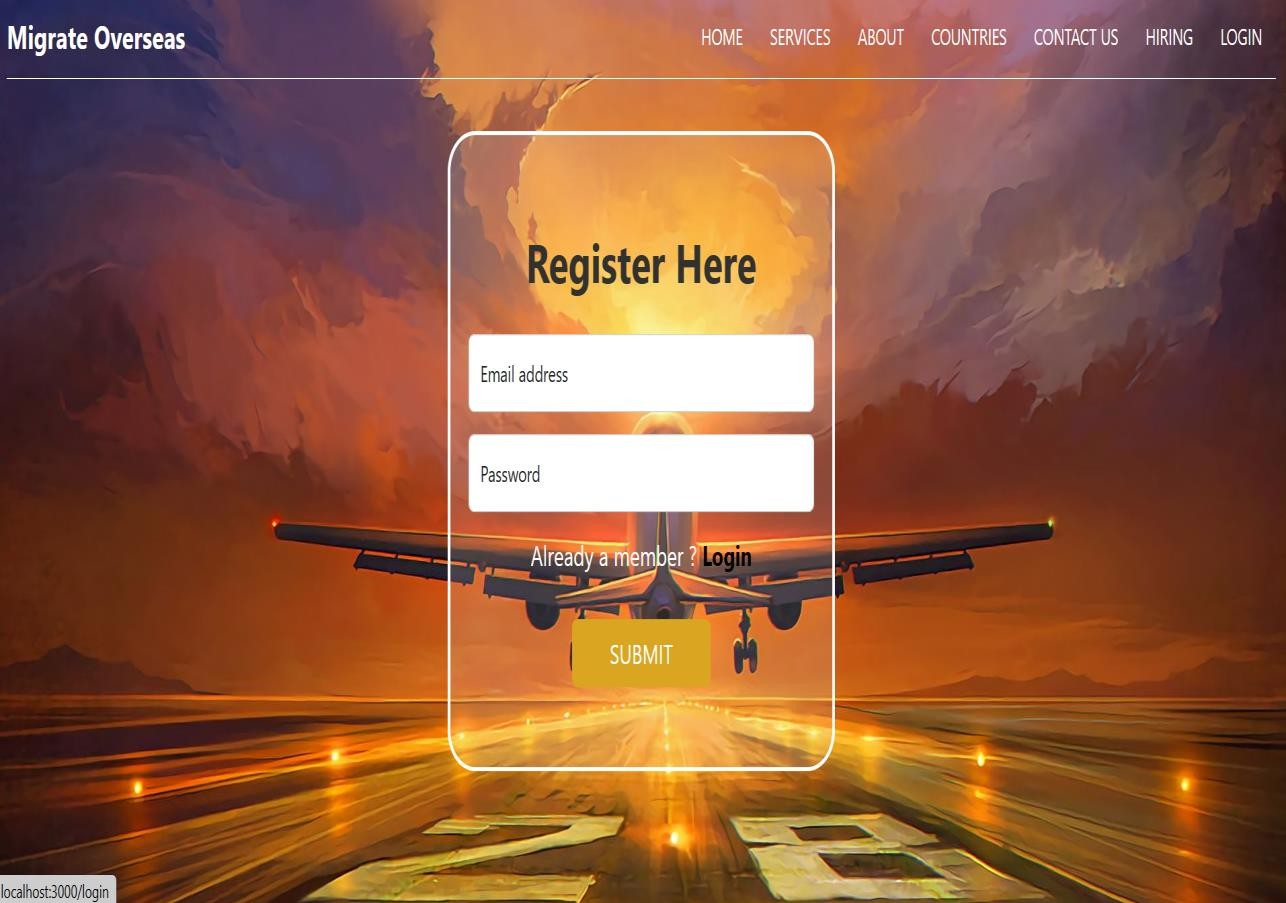 Migrate Overseas
HOME SERVICES ABOUT COUNTRIES CONTACT US HIRING LOGIN
Register Here
Email address
Password
Already a member ? Login
SUBMIT
28
localhost:3000/login